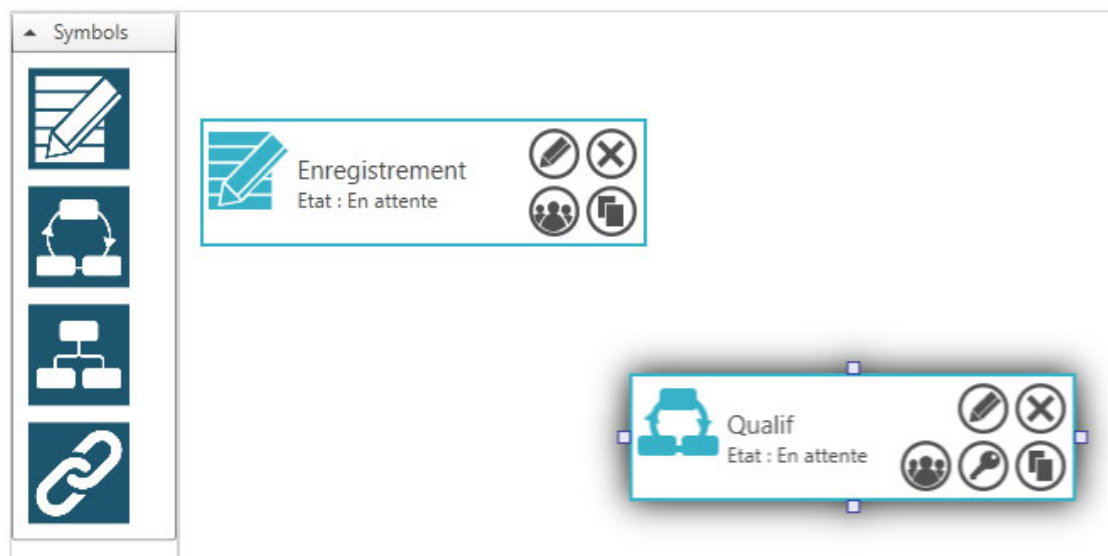 Symbols
Enregistrement
Etat : En attente
Qualif
Etat : En attente